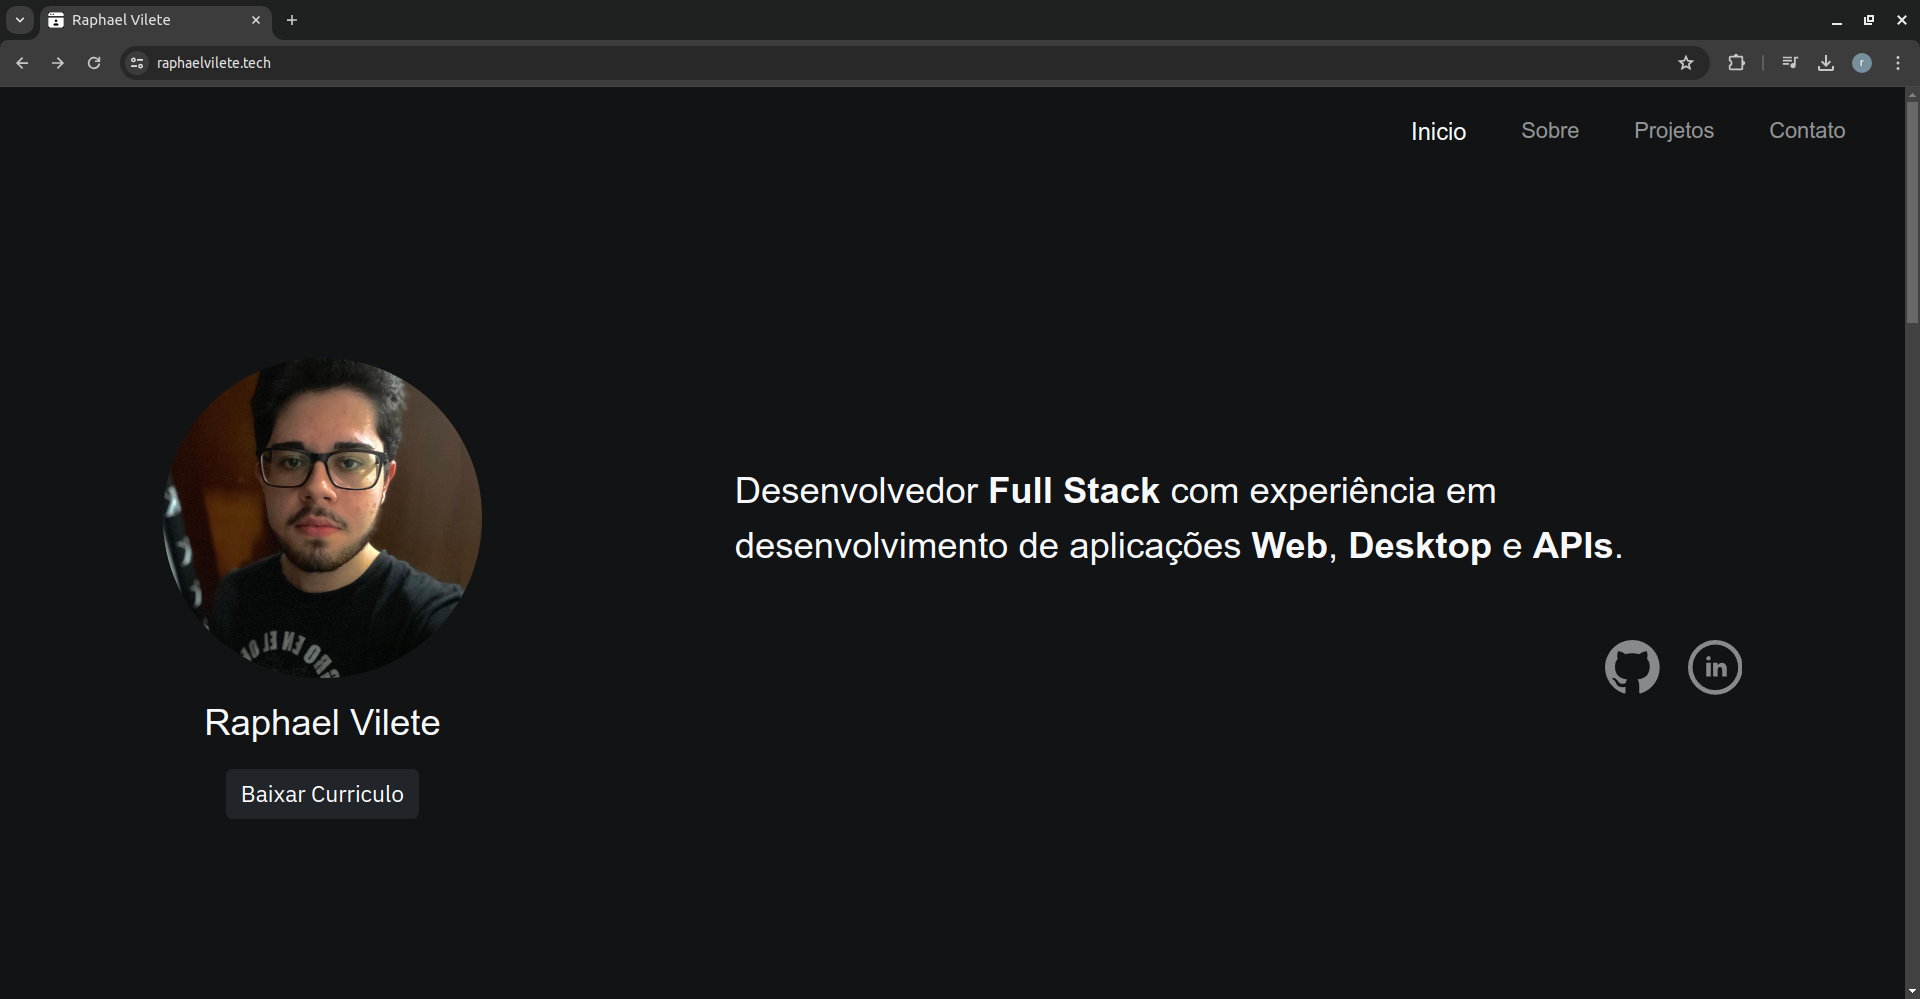 Raphael Vilete
raphaelvilete.tech
r
Inicio Sobre Projetos Contato
Desenvolvedor Full Stack com experiência em
desenvolvimento de aplicações Web, Desktop e APIs.
in
Raphael Vilete
Baixar Curriculo